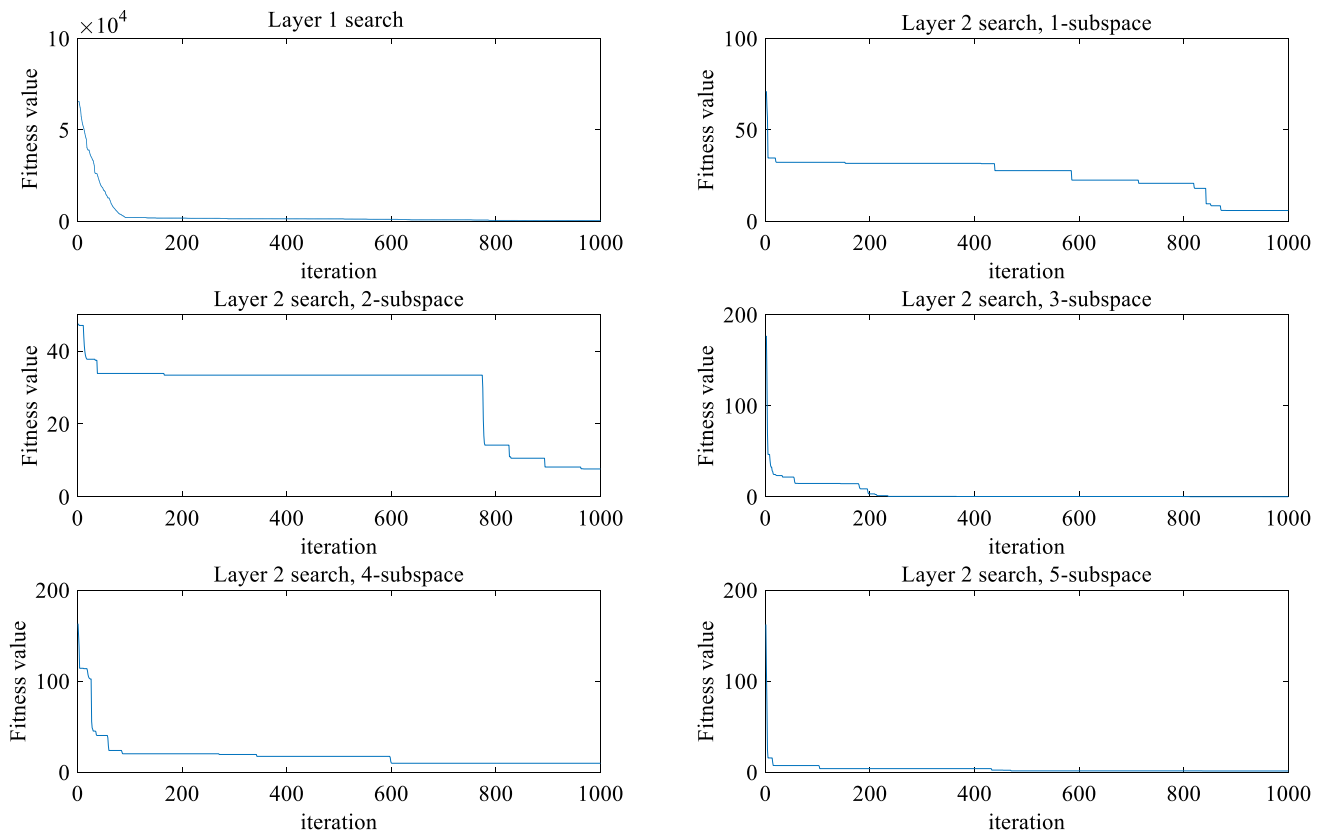 Layer 1 search
×10^4
Fitness value
10
5
0
0 200 400 600 800 1000
iteration
Layer 2 search, 1-subspace
Fitness value
100
50
0
0 200 400 600 800 1000
iteration
Layer 2 search, 2-subspace
Fitness value
40
20
0
0 200 400 600 800 1000
iteration
Layer 2 search, 3-subspace
Fitness value
200
100
0
0 200 400 600 800 1000
iteration
Layer 2 search, 4-subspace
Fitness value
200
100
0
0 200 400 600 800 1000
iteration
Layer 2 search, 5-subspace
Fitness value
200
100
0
0 200 400 600 800 1000
iteration